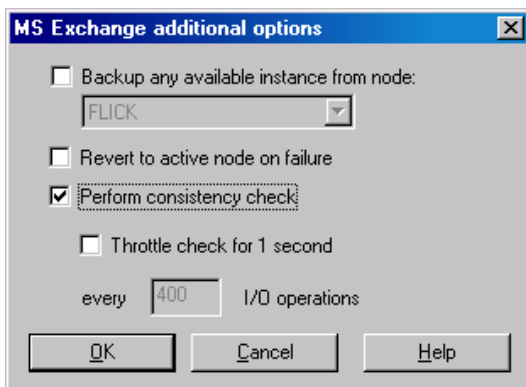 MS Exchange additional options
Backup any available instance from node:
FLICK
Revert to active node on failure
Perform consistency check
Throttle check for 1 second
every 400 I/O operations
OK Cancel Help